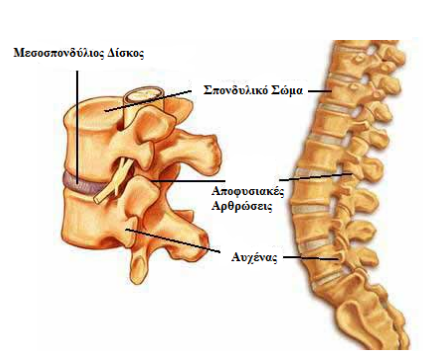 Μεσοσπονδύλιος Δίσκος
Σπονδυλικό Σώμα
Αποφυσιακές
Αρθρώσεις
Αυχένας